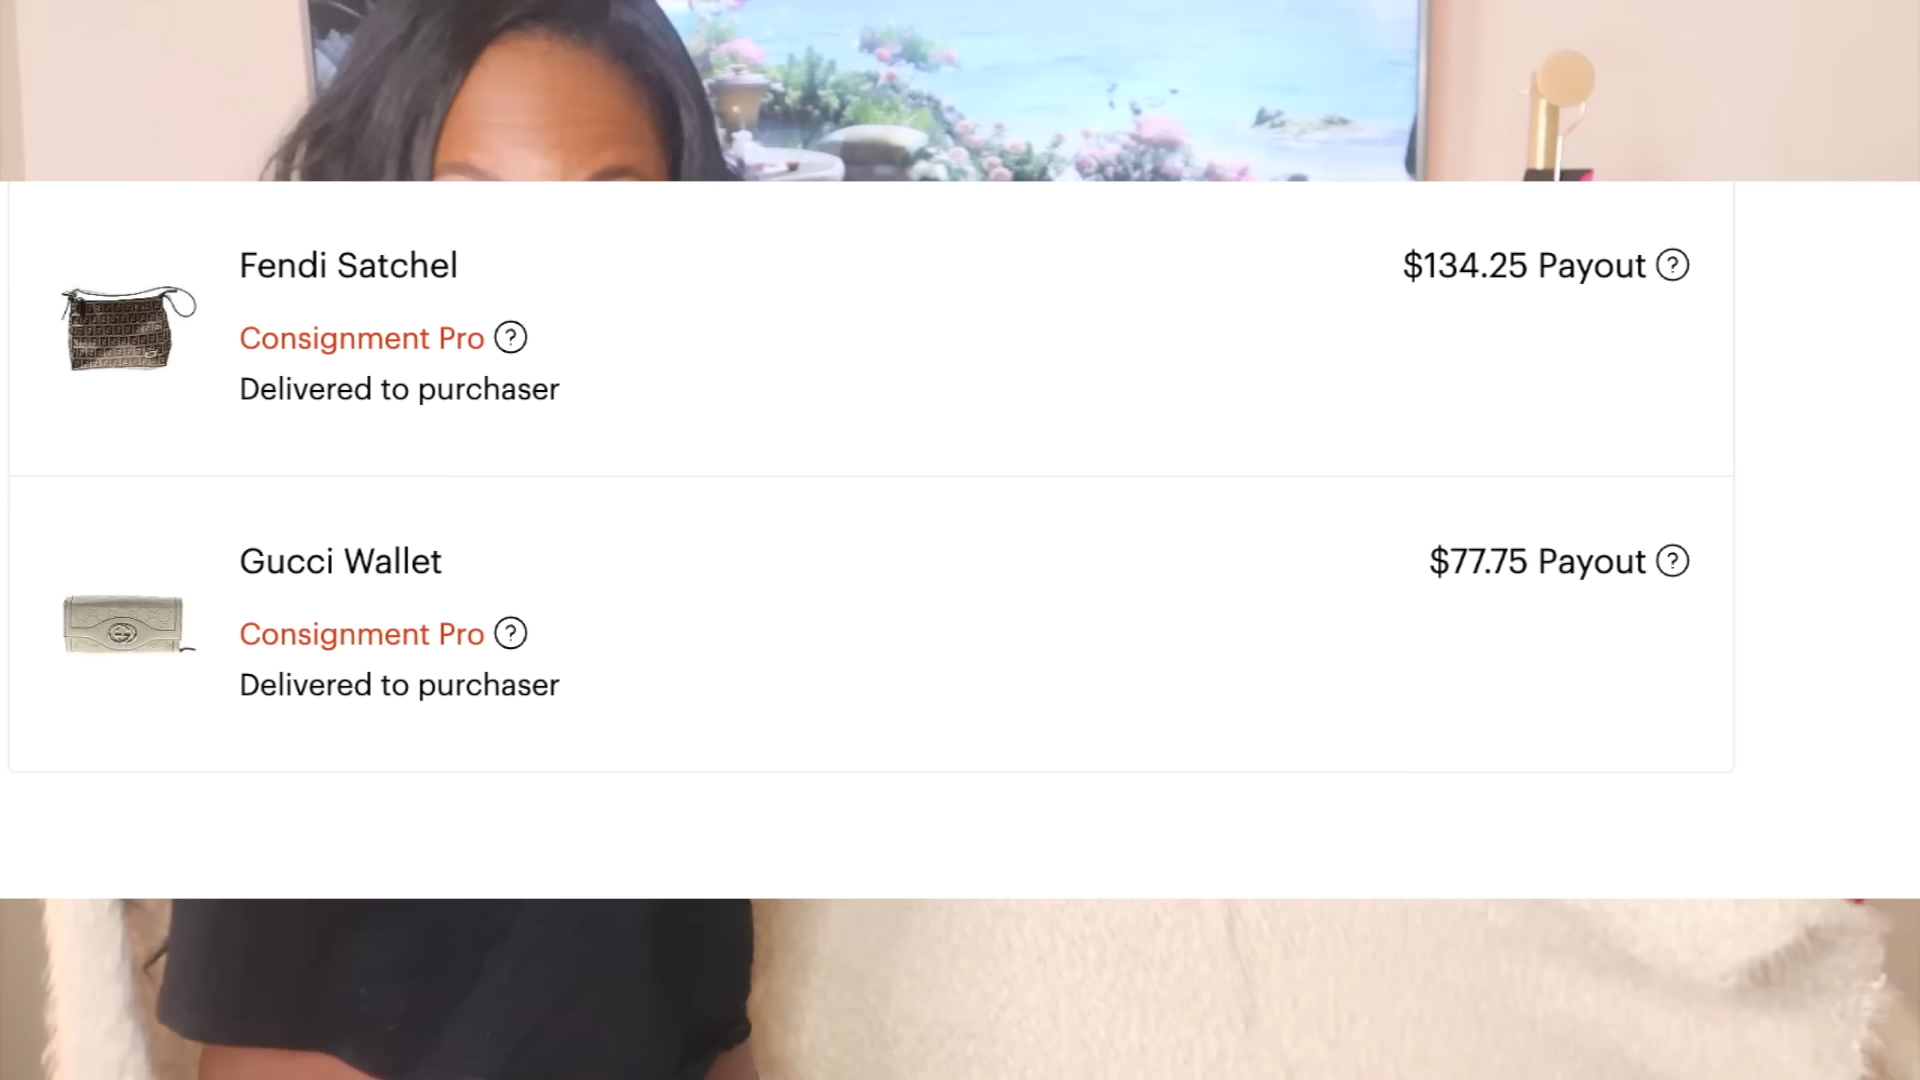 Fendi Satchel
$134.25 Payout ?
Consignment Pro ?
Delivered to purchaser
Gucci Wallet
$77.75 Payout ?
Consignment Pro ?
Delivered to purchaser